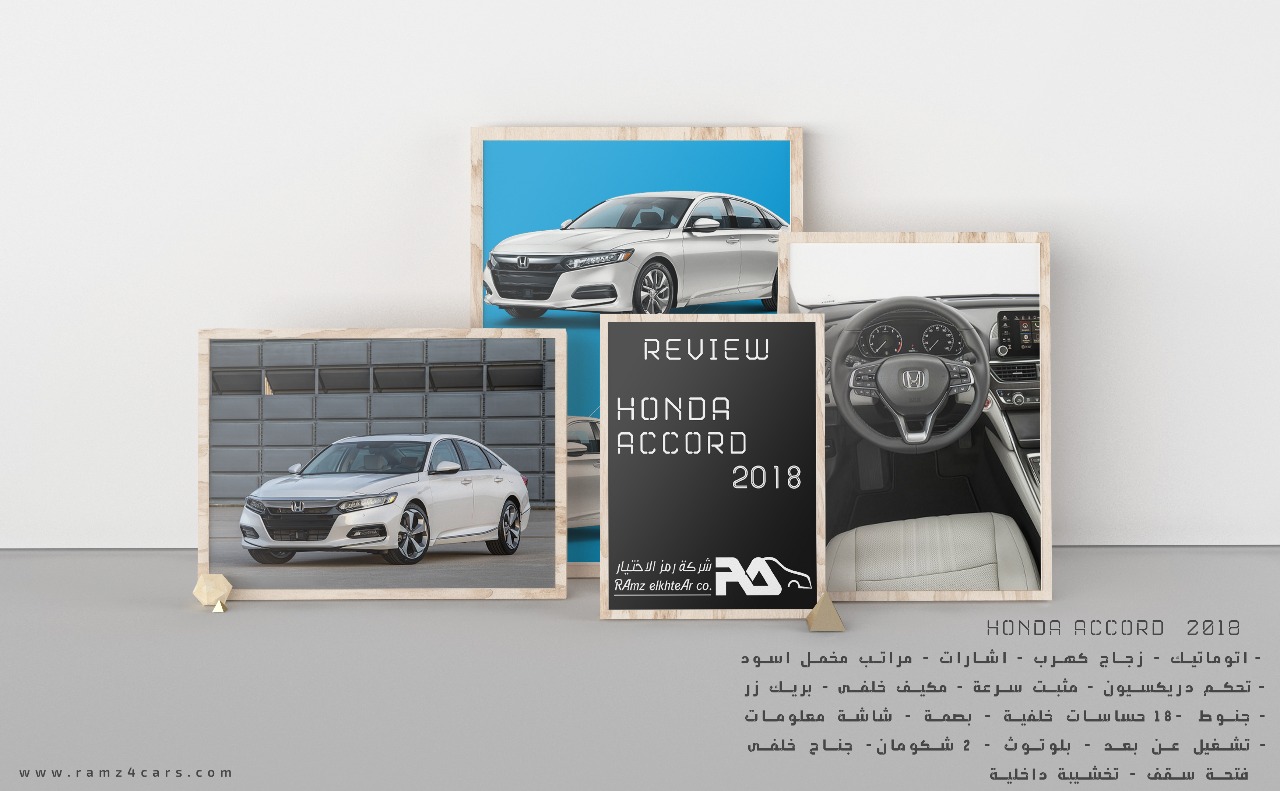 REVIEW
HONDA
ACCORD
2018
شركة رمز الاختيار
RAmz elkhteAr co.
HONDA ACCORD 2018
- اتوماتيك - زجاج كهرب - اشارات - مراتب مخمل اسود
- تحكم دريكسيون - مثبت سرعة - مكيف خلفى - بريك زر
- جنوط 18- حساسات خلفية - بصمة - شاشة معلومات
- تشغيل عن بعد - بلوتوث - 2 شكومان - جناح خلفى
فتحة سقف - تخشيبة داخلية
www.ramz4cars.com